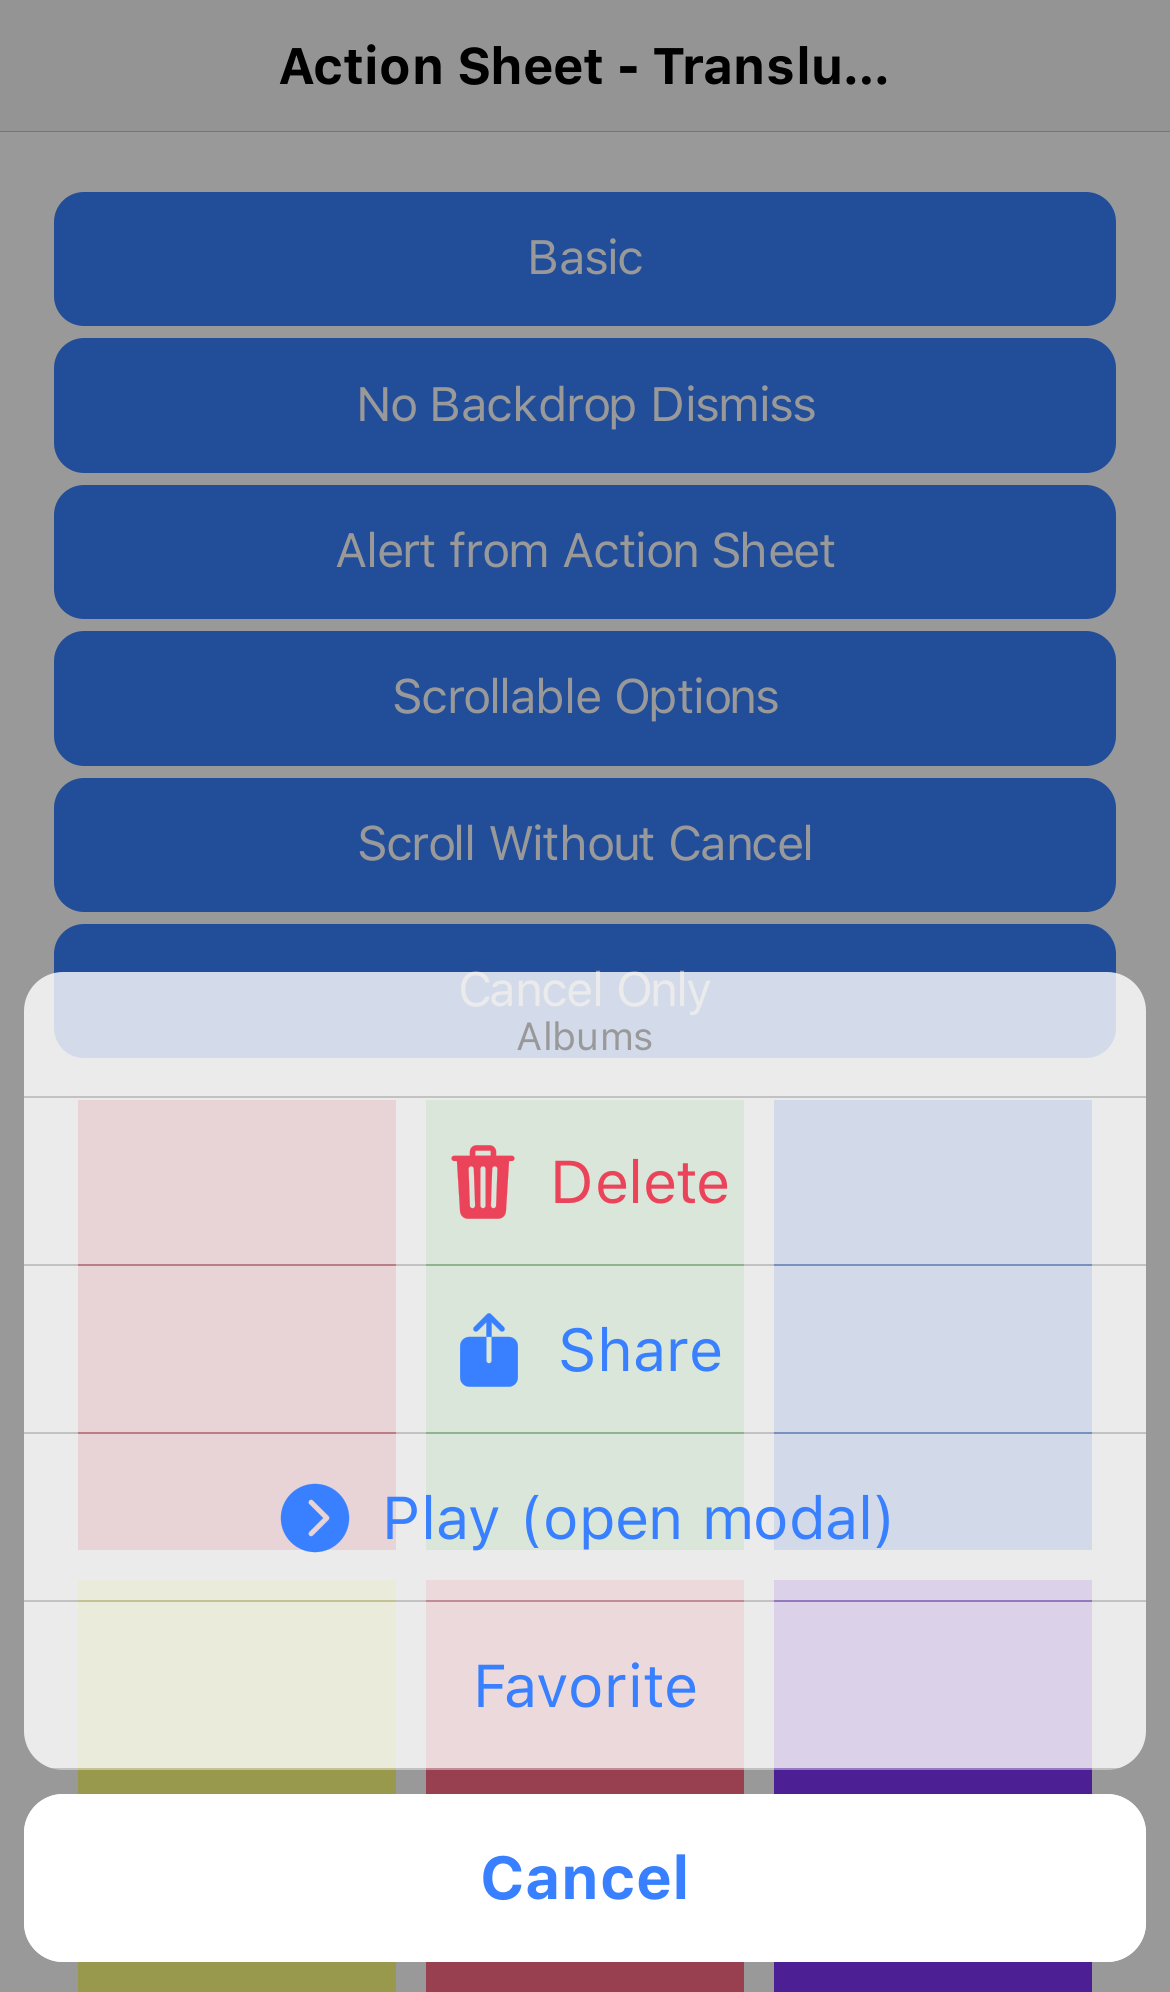 Action Sheet - Translu...
Basic
No Backdrop Dismiss
Alert from Action Sheet
Scrollable Options
Scroll Without Cancel
Cancel Only
Albums
Delete
Share
Play (open modal)
Favorite
Cancel